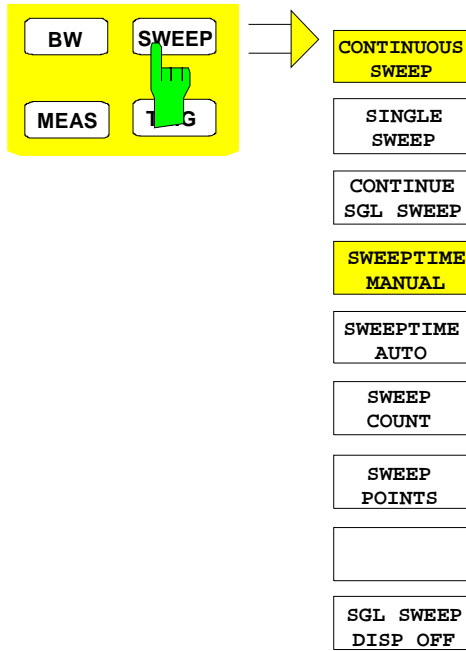 BW
SWEEP
MEAS
CONTINUOUS
SWEEP
SINGLE
SWEEP
CONTINUE
SGL SWEEP
SWEEPTIME
MANUAL
SWEEPTIME
AUTO
SWEEP
COUNT
SWEEP
POINTS
SGL SWEEP
DISP OFF